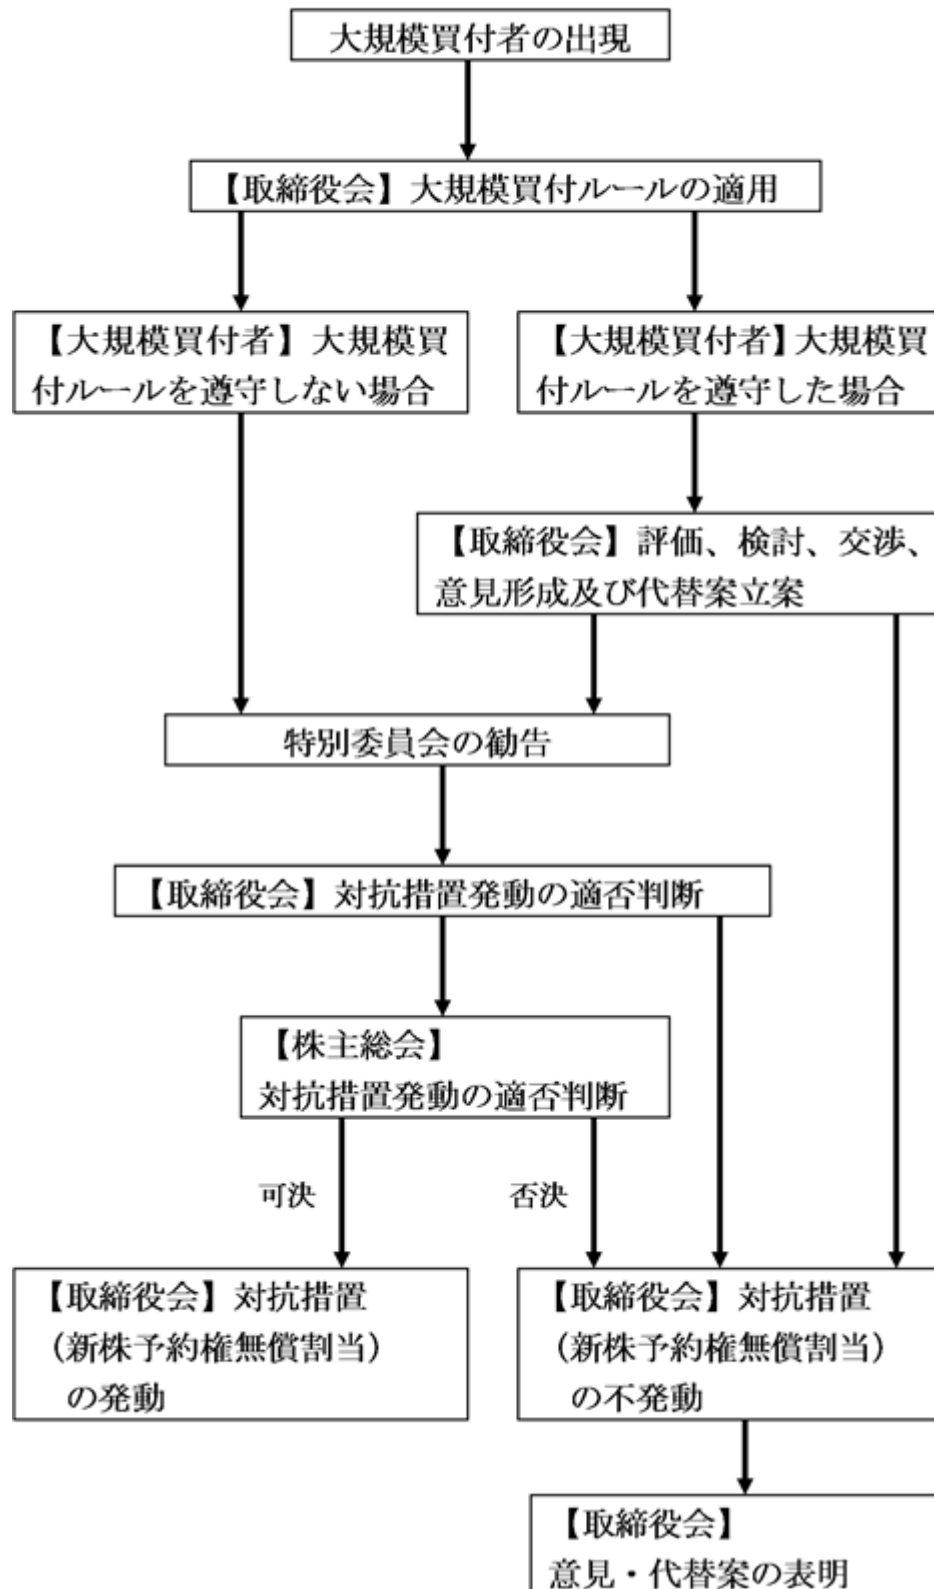 大規模買付者の出現
【取締役会】大規模買付ルールの適用
【大規模買付者】大規模買
付ルールを遵守しない場合
【大規模買付者】大規模買
付ルールを遵守した場合
【取締役会】評価、検討、交渉、
意見形成及び代替案立案
特別委員会の勧告
【取締役会】対抗措置発動の適否判断
【株主総会】
対抗措置発動の適否判断
可決
否決
【取締役会】対抗措置
（新株予約権無償割当）
の発動
【取締役会】対抗措置
（新株予約権無償割当）
の不発動
【取締役会】
意見・代替案の表明